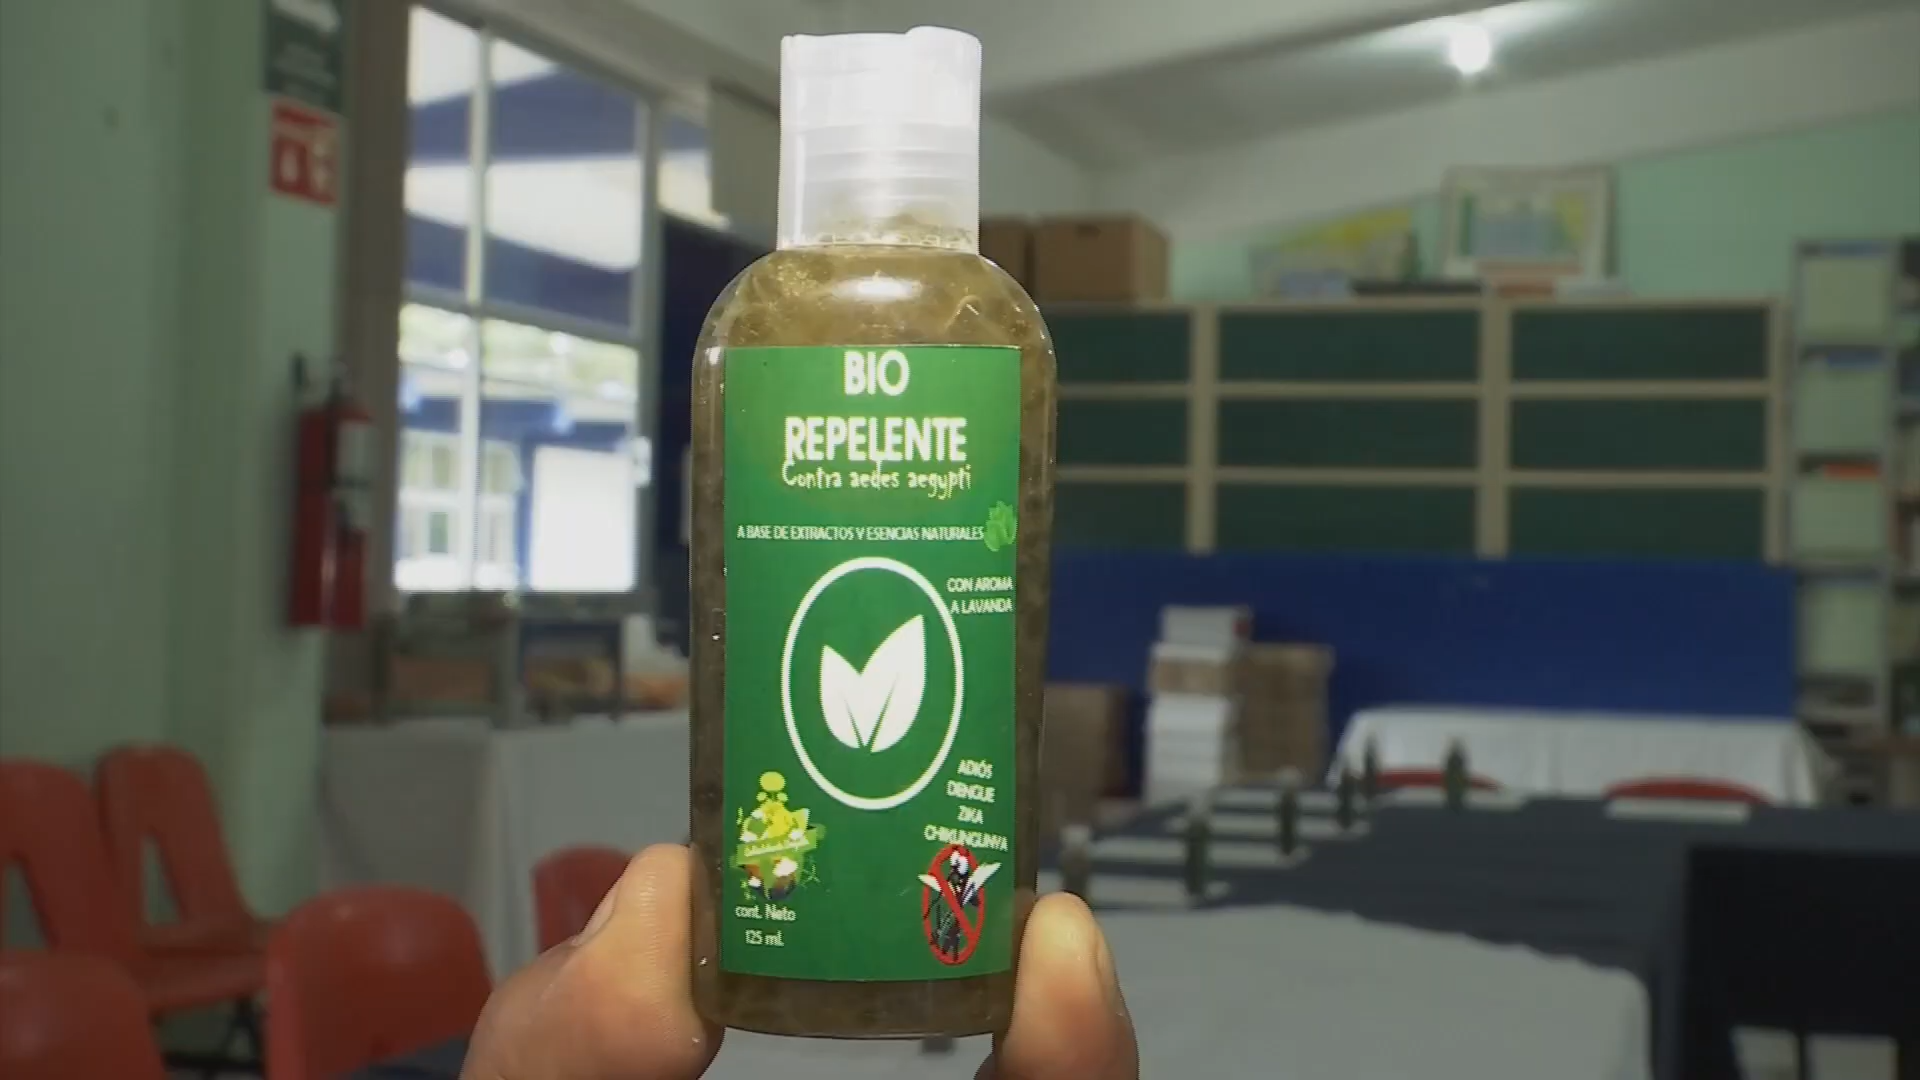 BIO
REPELENTE
Contra aedes aegypti
A BASE DE EXTRACTOS Y ESENCIAS NATURALES
CON AROMA
A LAVANDA
ADIÓS
DENGUE
ZIKA
CHIKUNGUNYA
cont. Neto
125 mL